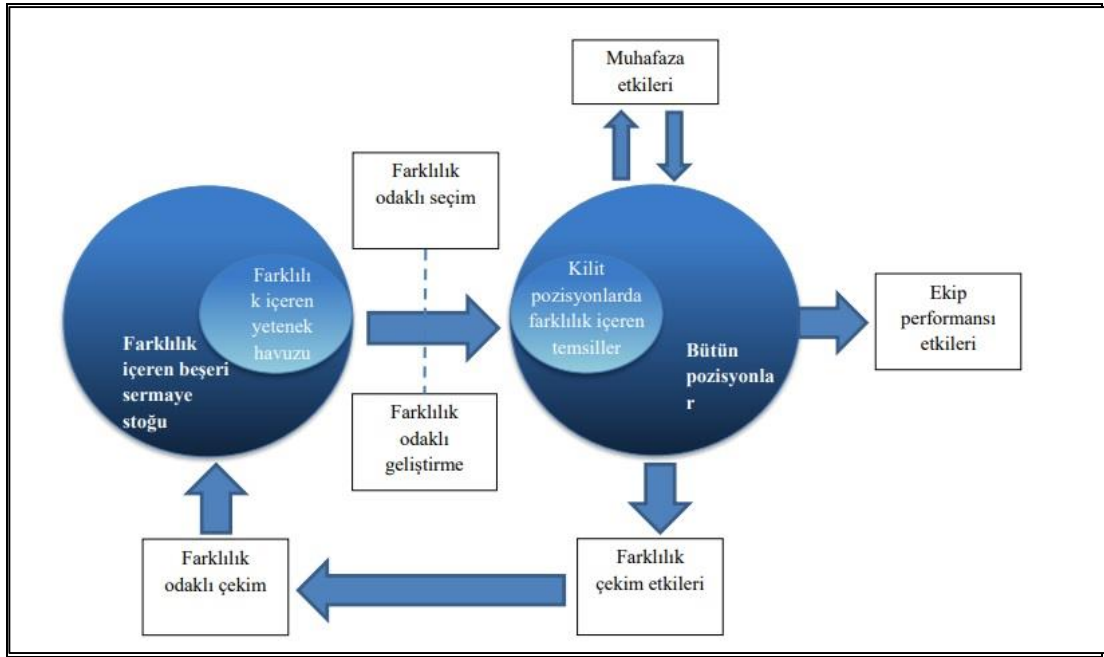 Muhafaza
etkileri
Farklılık
odaklı seçim
Farklılı
k içeren
yetenek
havuzu
Farklılık
içeren beşeri
sermaye
stoğu
Kilit
pozisyonlarda
farklılık içeren
temsiller
Bütün
pozisyonla
r
Ekip
performansı
etkileri
Farklılık
odaklı
geliştirme
Farklılık
odaklı çekim
Farklılık
çekim etkileri